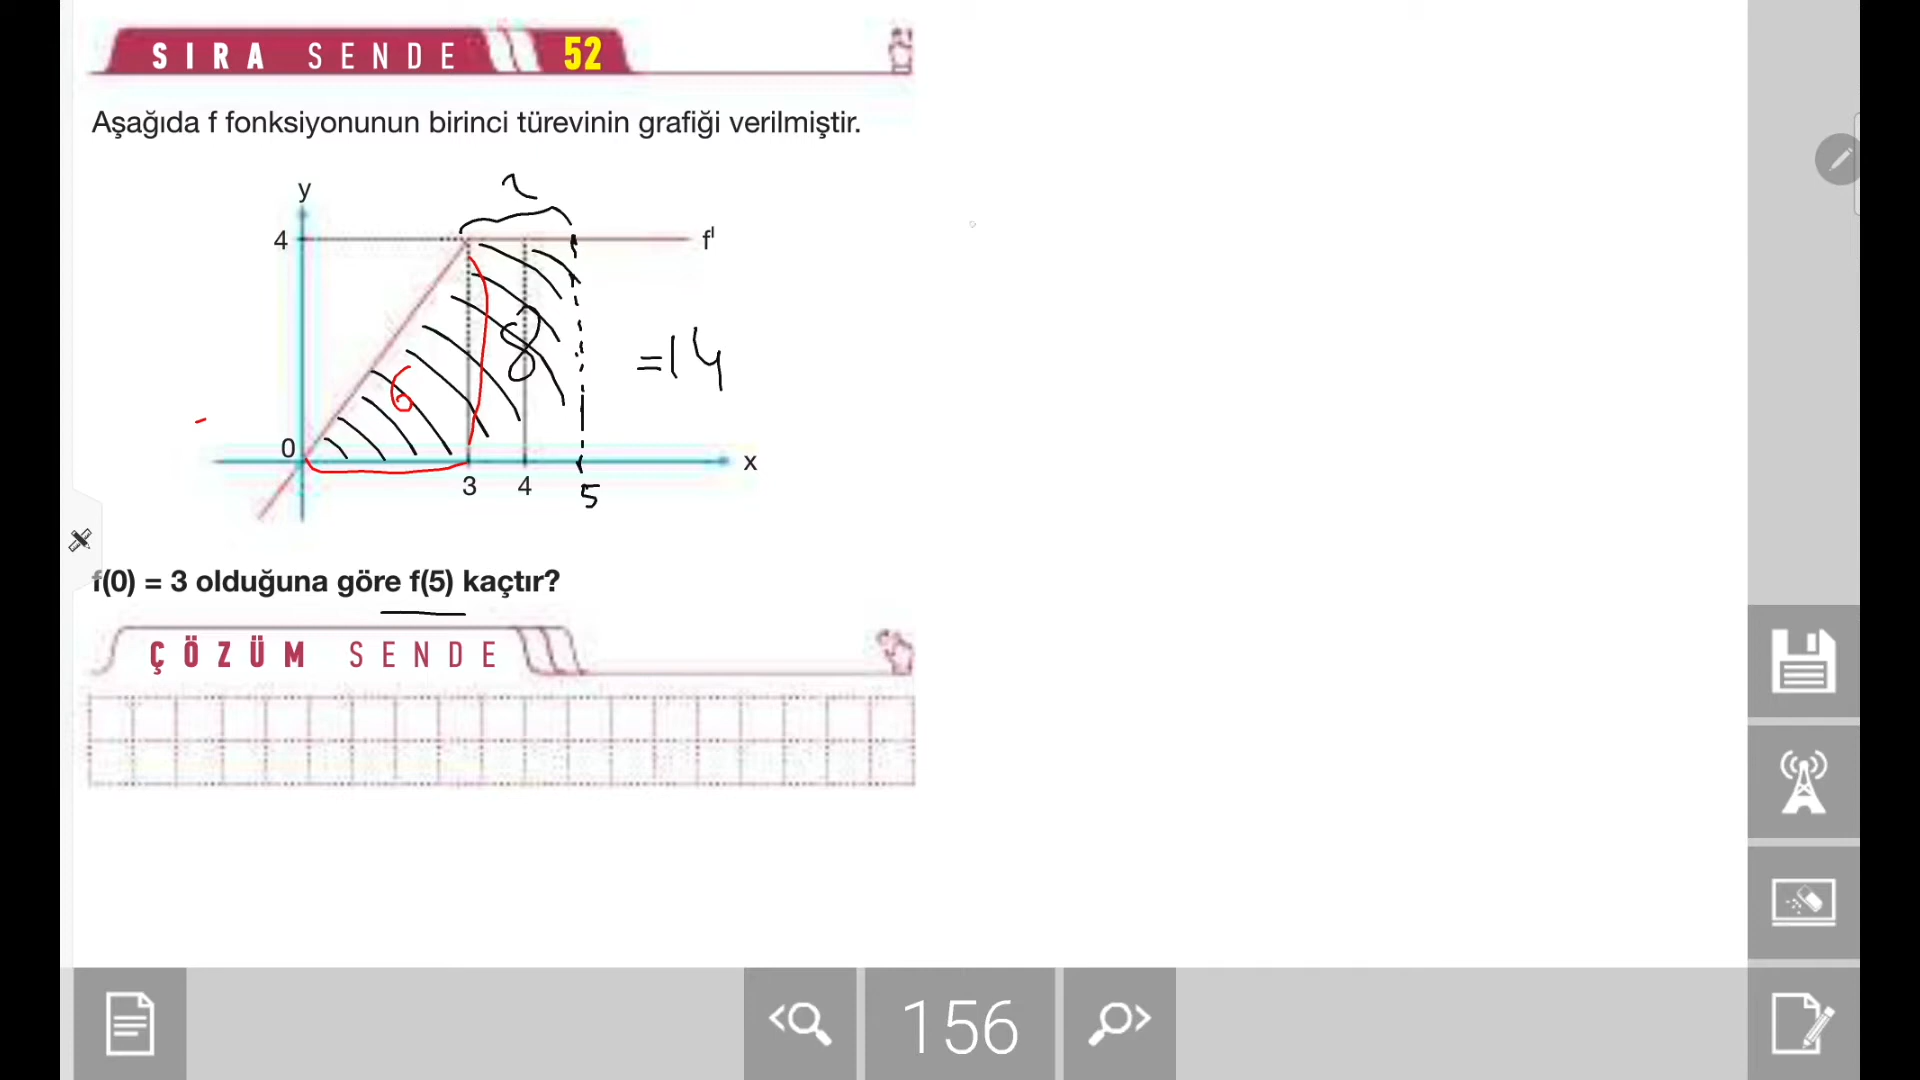 SIRA SENDE 52
Aşağıda f fonksiyonunun birinci türevinin grafiği verilmiştir.
2
y
4
f'
8
=14
6
0
x
3 4 5
f(0) = 3 olduğuna göre f(5) kaçtır?
ÇÖZÜM SENDE
<
156
>